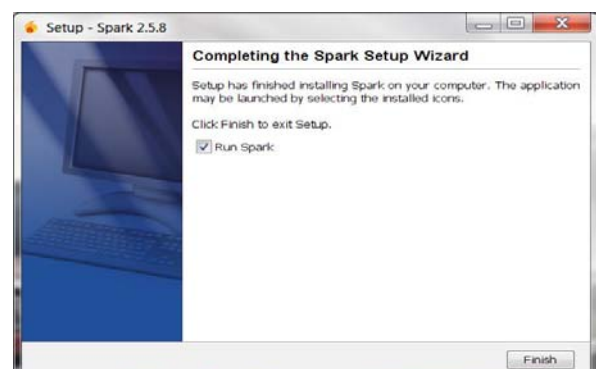 Setup - Spark 2.5.8
Completing the Spark Setup Wizard
Setup has finished installing Spark on your computer. The application
may be launched by selecting the installed icons.
Click Finish to exit Setup.
Run Spark
Finish